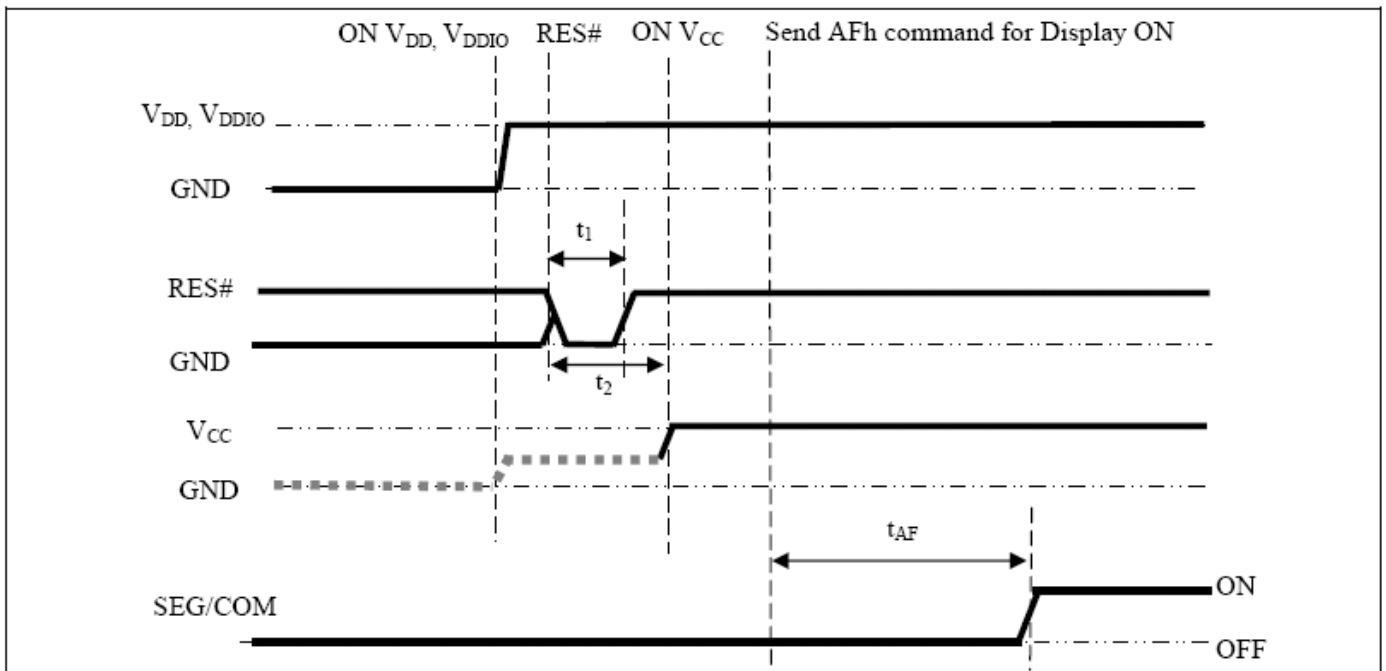 ON VDD, VDDIO RES# ON VCC Send AFh command for Display ON
VDD, VDDIO
GND
t1
RES#
GND
t2
VCC
GND
tAF
SEG/COM
ON
OFF